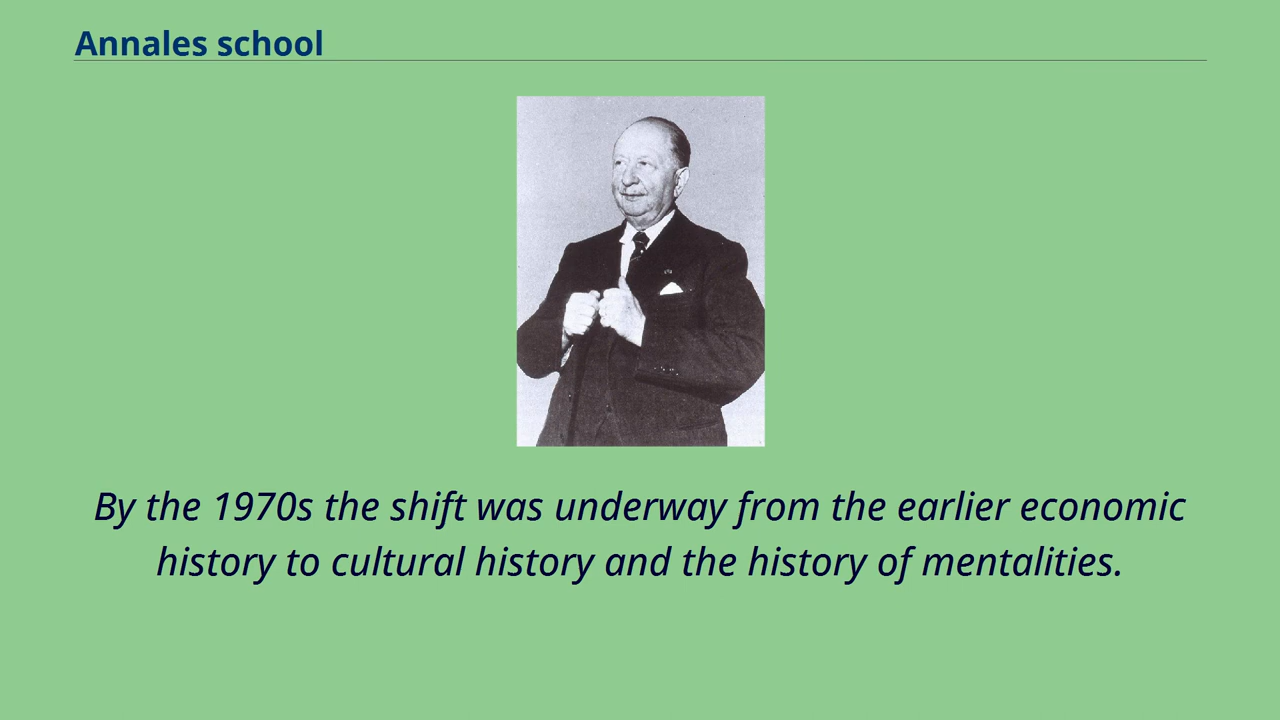 Annales school
By the 1970s the shift was underway from the earlier economic
history to cultural history and the history of mentalities.